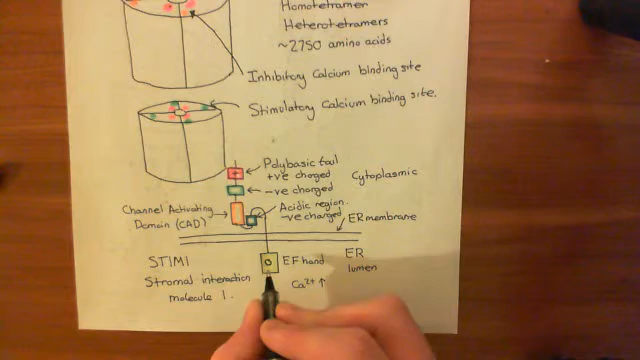 Homotetramer
Heterotetramers
~2750 amino acids
Inhibitory Calcium binding site
Stimulatory Calcium binding site.
Polybasic tail
+ve charged
Cytoplasmic
-ve charged
Channel Activating
Domain (CAD)
Acidic region
-ve charged
ER membrane
STIM1
Stromal interaction
molecule 1.
EF hand
Ca2+ ↑
ER
lumen